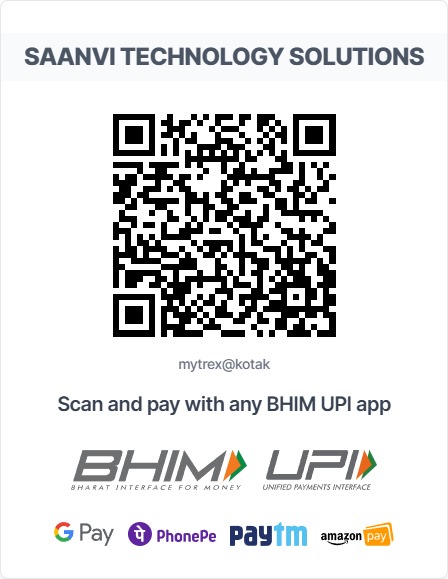 SAANVI TECHNOLOGY SOLUTIONS
mytrex@kotak
Scan and pay with any BHIM UPI app
BHIM UPI
BHARAT INTERFACE FOR MONEY UNIFIED PAYMENTS INTERFACE
G Pay PhonePe Paytm amazon pay